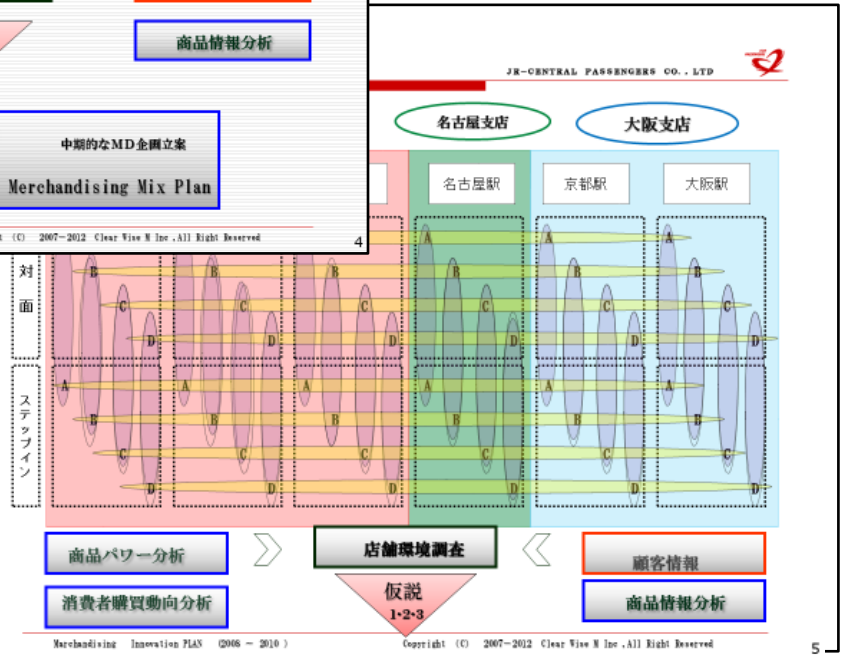 商品情報分析
中期的なMD企画立案
Merchandising Mix Plan
(C) 2007-2012 Clear Wise M Inc .All Right Reserved
4
JR-CENTRAL PASSENGERS CO., LTD
名古屋支店
大阪支店
名古屋駅
京都駅
大阪駅
対面
A A A
B B B B B B
C C C C C C
D D D D D D
ステップイン
A A A A A A
B B B B B B
C C C C C C
D D D D D D
商品パワー分析
店舗環境調査
顧客情報
消費者購買動向分析
仮説
1・2・3
商品情報分析
Marchandising Innovation PLAN (2008 - 2010 )
Copyright (C) 2007-2012 Clear Wise M Inc .All Right Reserved
5